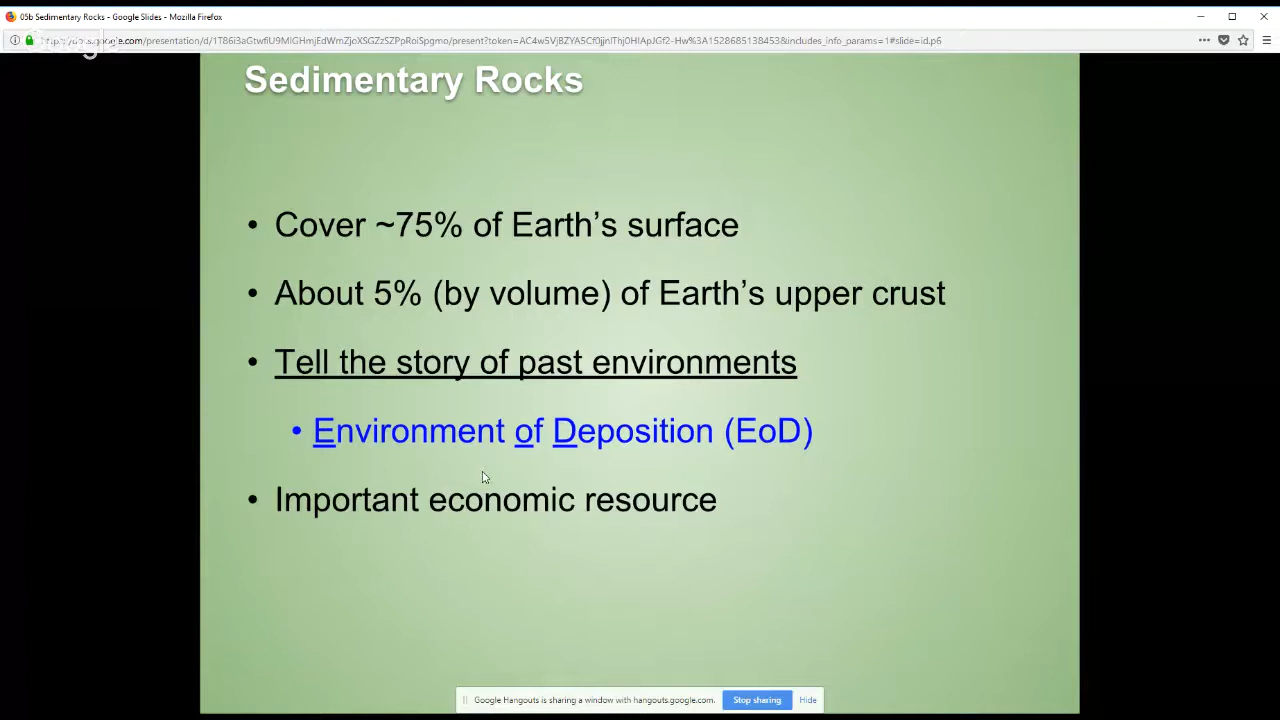 05b Sedimentary Rocks - Google Slides - Mozilla Firefox
Sedimentary Rocks
• Cover ~75% of Earth’s surface
• About 5% (by volume) of Earth’s upper crust
• Tell the story of past environments
• Environment of Deposition (EoD)
• Important economic resource
Google Hangouts is sharing a window with hangouts.google.com.
Stop sharing
Hide